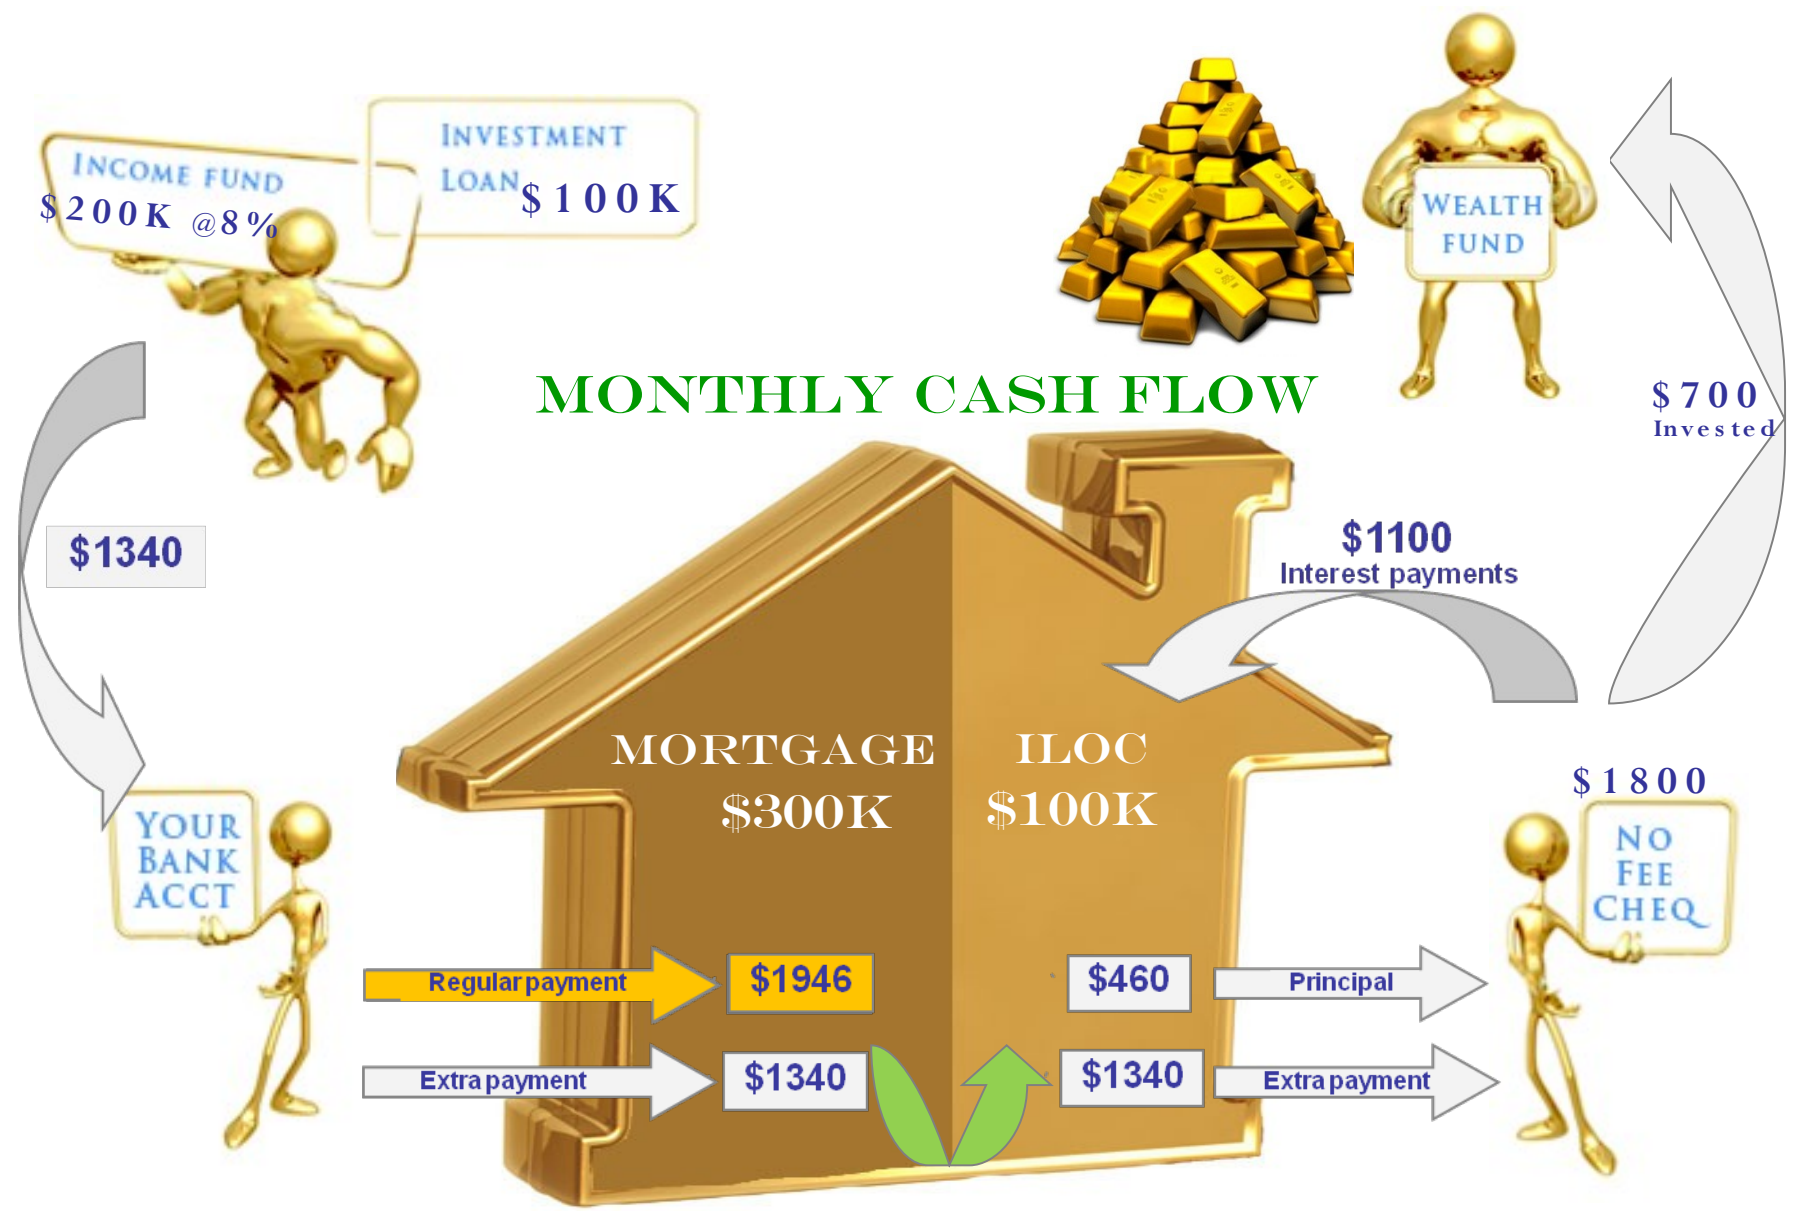 INVESTMENT
LOAN $100K
INCOME FUND
$200K @8%
WEALTH
FUND
MONTHLY CASH FLOW
$700
Invested
$1340
$1100
Interest payments
MORTGAGE
$300K
ILOC
$100K
$1800
YOUR
BANK
ACCT
NO
FEE
CHEQ
Regular payment
$1946
$460
Principal
Extra payment
$1340
$1340
Extra payment